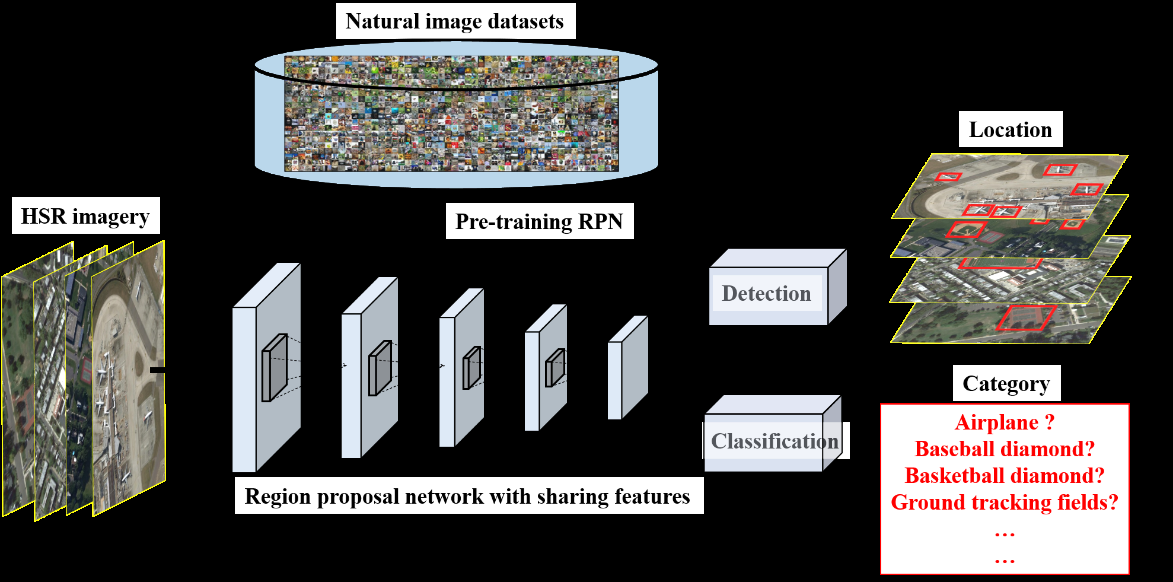 Natural image datasets
Location
HSR imagery
Pre-training RPN
Detection
Category
Airplane ?
Baseball diamond?
Basketball diamond?
Ground tracking fields?
...
...
Classification
Region proposal network with sharing features